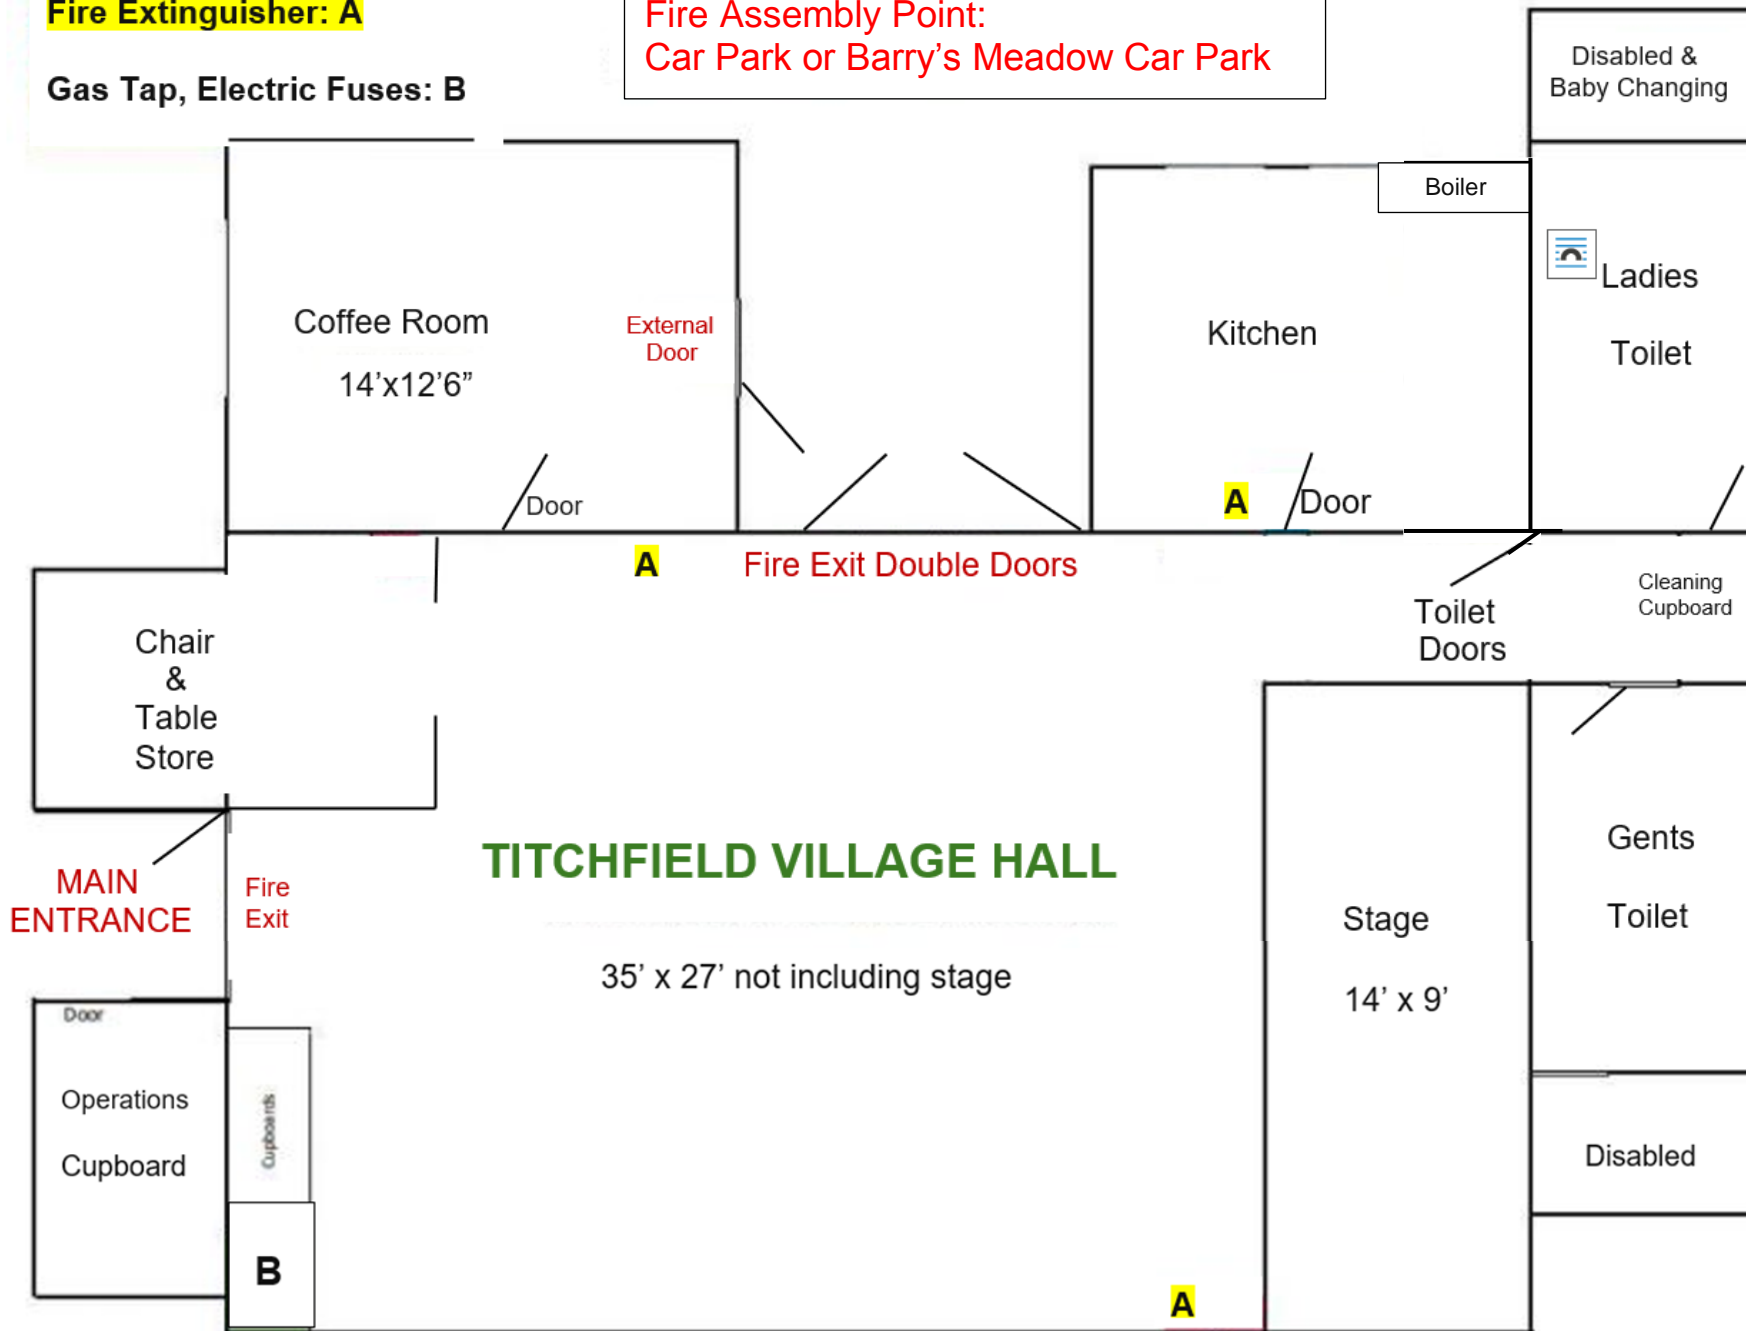 Fire Extinguisher: A
Gas Tap, Electric Fuses: B
Fire Assembly Point:
Car Park or Barry’s Meadow Car Park
Disabled &
Baby Changing
Boiler
Ladies
Toilet
Coffee Room
14’x12’6”
External
Door
Kitchen
Door
A
Door
A
Fire Exit Double Doors
Toilet
Doors
Cleaning
Cupboard
Chair
&
Table
Store
MAIN
ENTRANCE
Fire
Exit
TITCHFIELD VILLAGE HALL
35’ x 27’ not including stage
Stage
14’ x 9’
Gents
Toilet
Door
Operations
Cupboard
Cupboards
B
Disabled
A